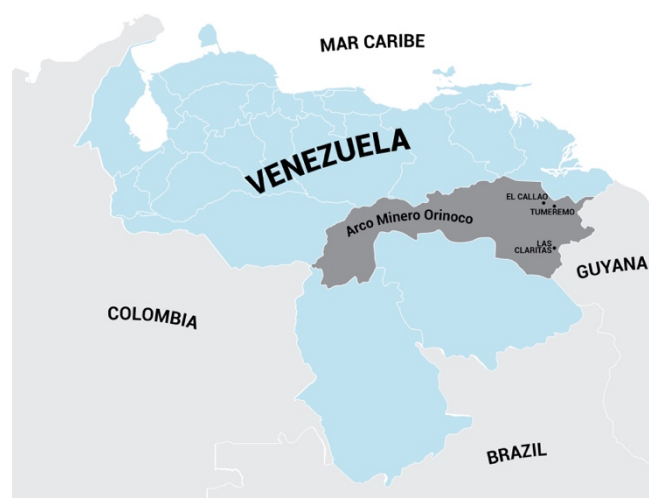 MAR CARIBE
VENEZUELA
EL CALLAO
TUMEREMO
Arco Minero Orinoco
LAS
CLARITAS
GUYANA
COLOMBIA
BRAZIL